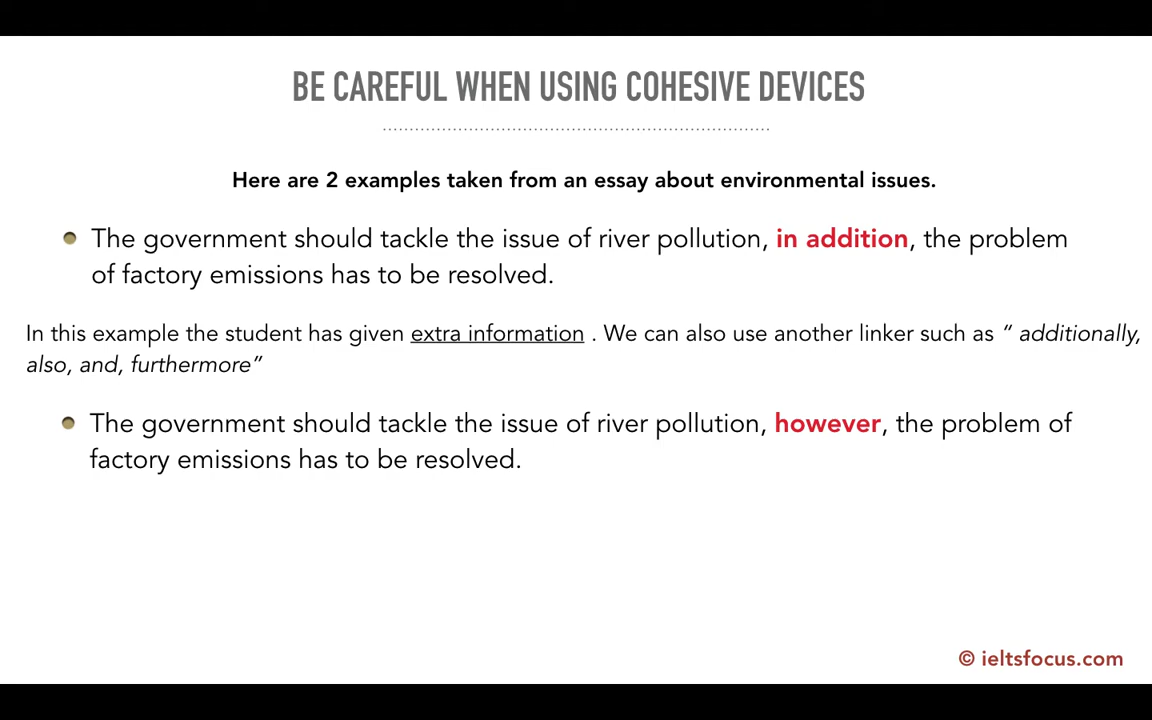 BE CAREFUL WHEN USING COHESIVE DEVICES
Here are 2 examples taken from an essay about environmental issues.
The government should tackle the issue of river pollution, in addition, the problem
of factory emissions has to be resolved.
In this example the student has given extra information . We can also use another linker such as “ additionally,
also, and, furthermore”
The government should tackle the issue of river pollution, however, the problem of
factory emissions has to be resolved.
© ieltsfocus.com